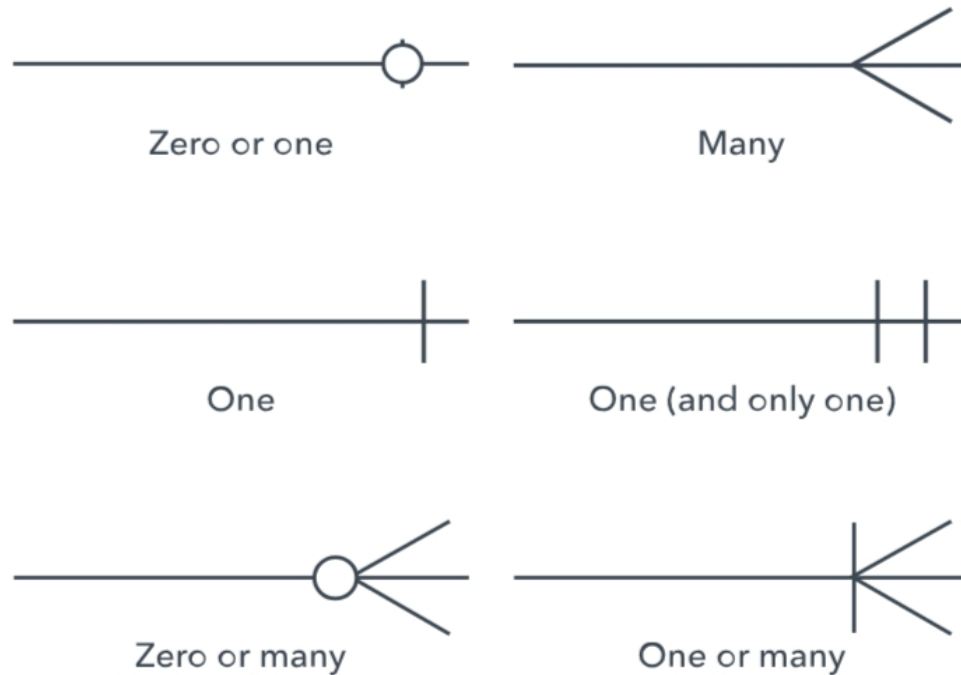 Zero or one
Many
One
One (and only one)
Zero or many
One or many